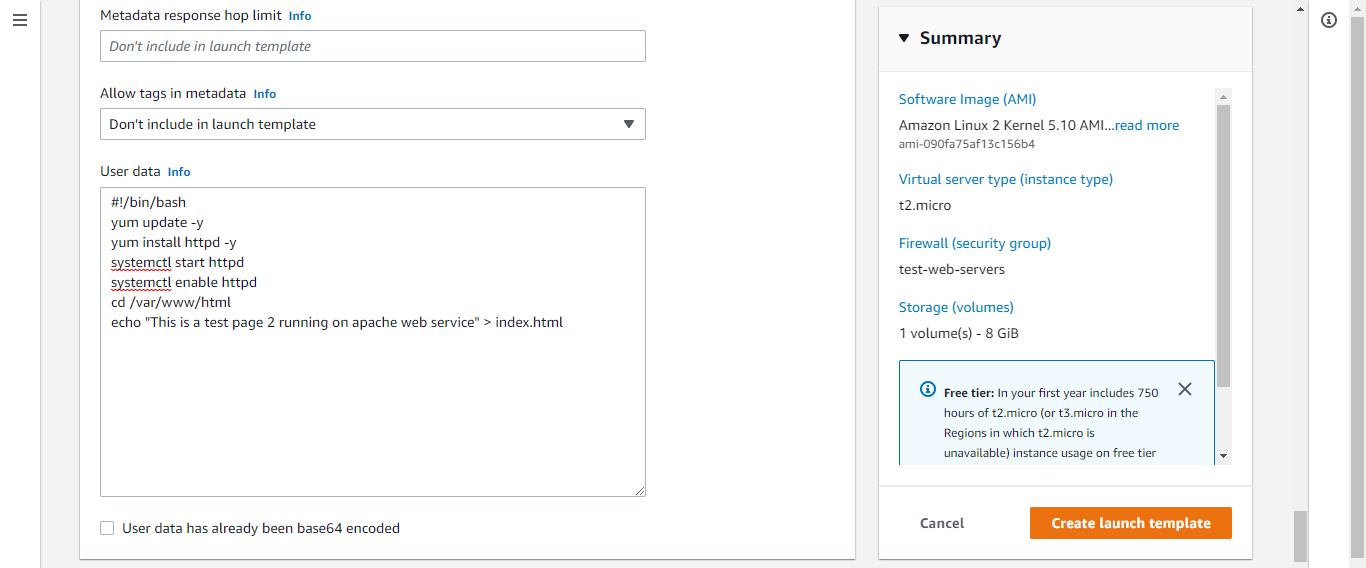 Metadata response hop limit Info
Don't include in launch template
Allow tags in metadata Info
Don't include in launch template
User data Info
#!/bin/bash
yum update -y
yum install httpd -y
systemctl start httpd
systemctl enable httpd
cd /var/www/html
echo "This is a test page 2 running on apache web service" > index.html
User data has already been base64 encoded
Summary
Software Image (AMI)
Amazon Linux 2 Kernel 5.10 AMI...read more
ami-090fa75af13c156b4
Virtual server type (instance type)
t2.micro
Firewall (security group)
test-web-servers
Storage (volumes)
1 volume(s) - 8 GiB
Free tier: In your first year includes 750
hours of t2.micro (or t3.micro in the
Regions in which t2.micro is
unavailable) instance usage on free tier
Cancel
Create launch template